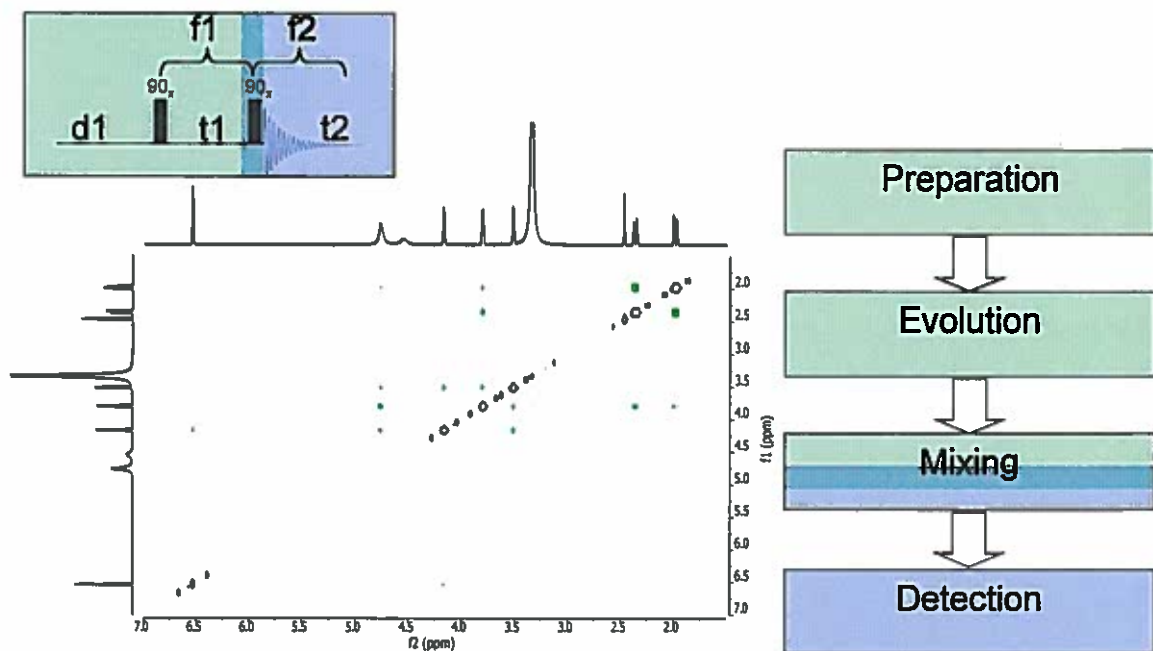 f1 f2
90x 90x
d1 t1 t2
Preparation
Evolution
Mixing
Detection
2.0
2.5
3.0
3.5
4.0
4.5
5.0
5.5
6.0
6.5
7.0
f1 (ppm)
7.0 6.5 5.5 5.0 4.5 4.0 3.5 3.0 2.5 2.0
f2 (ppm)